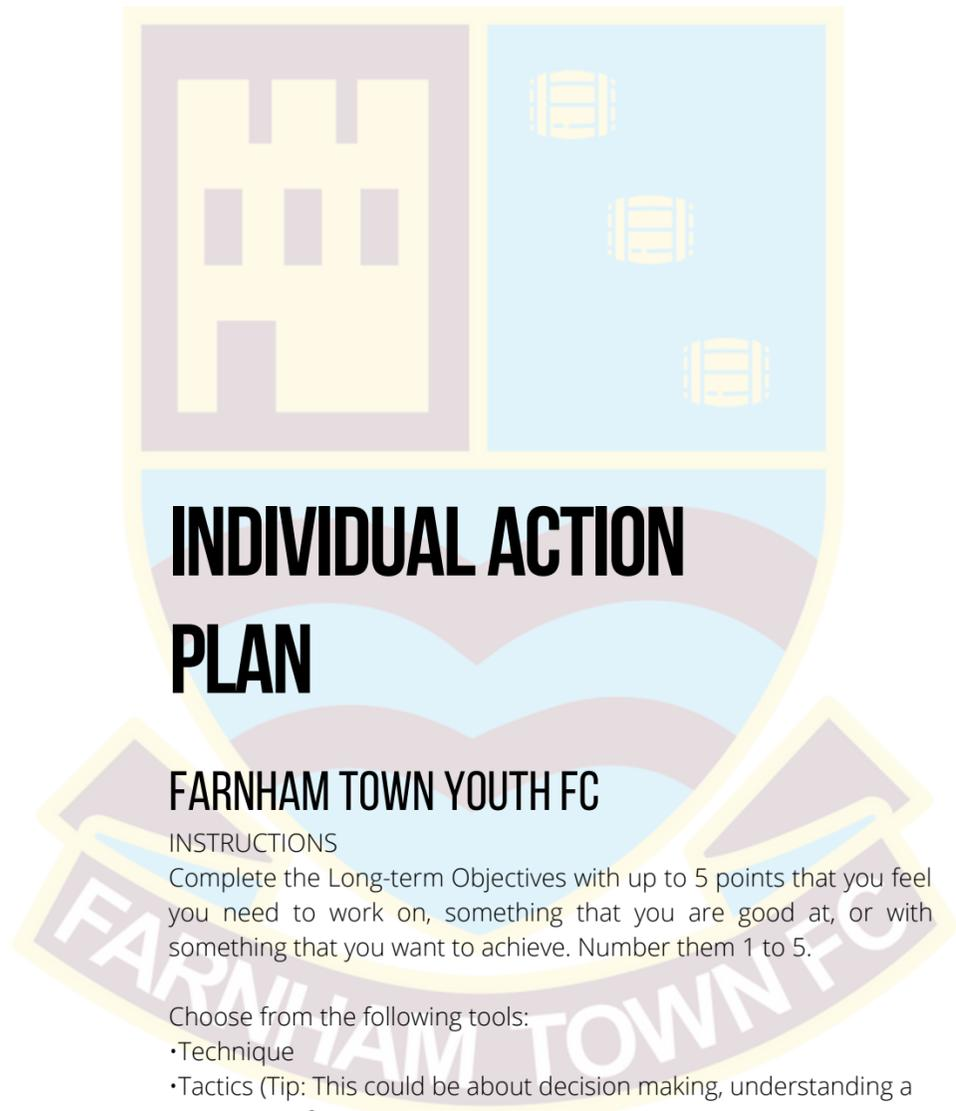 INDIVIDUAL ACTION
PLAN
FARNHAM TOWN YOUTH FC
INSTRUCTIONS
Complete the Long-term Objectives with up to 5 points that you feel
you need to work on, something that you are good at, or with
something that you want to achieve. Number them 1 to 5.
Choose from the following tools:
•Technique
•Tactics (Tip: This could be about decision making, understanding a
FARNHAM TOWN FC